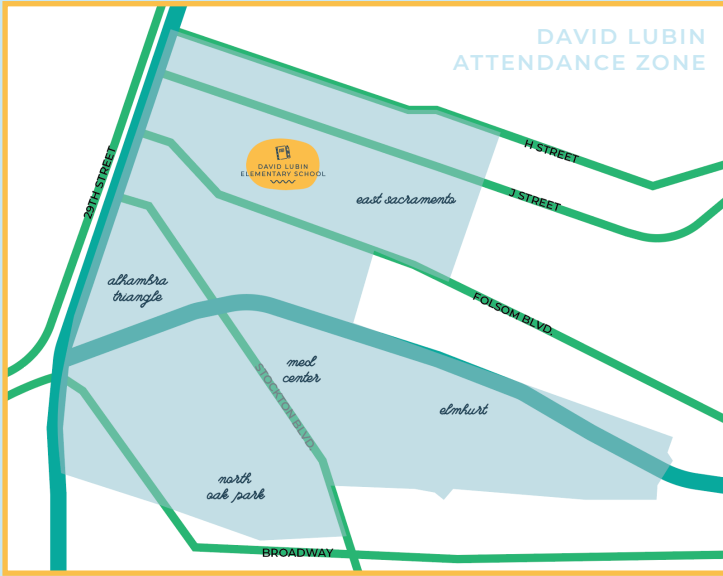 DAVID LUBIN
ATTENDANCE ZONE
H STREET
29TH STREET
DAVID LUBIN
ELEMENTARY SCHOOL
J STREET
east sacramento
alhambra
triangle
FOLSOM BLVD.
med
center
STOCKTON BLVD.
elmhurt
north
oak park
BROADWAY